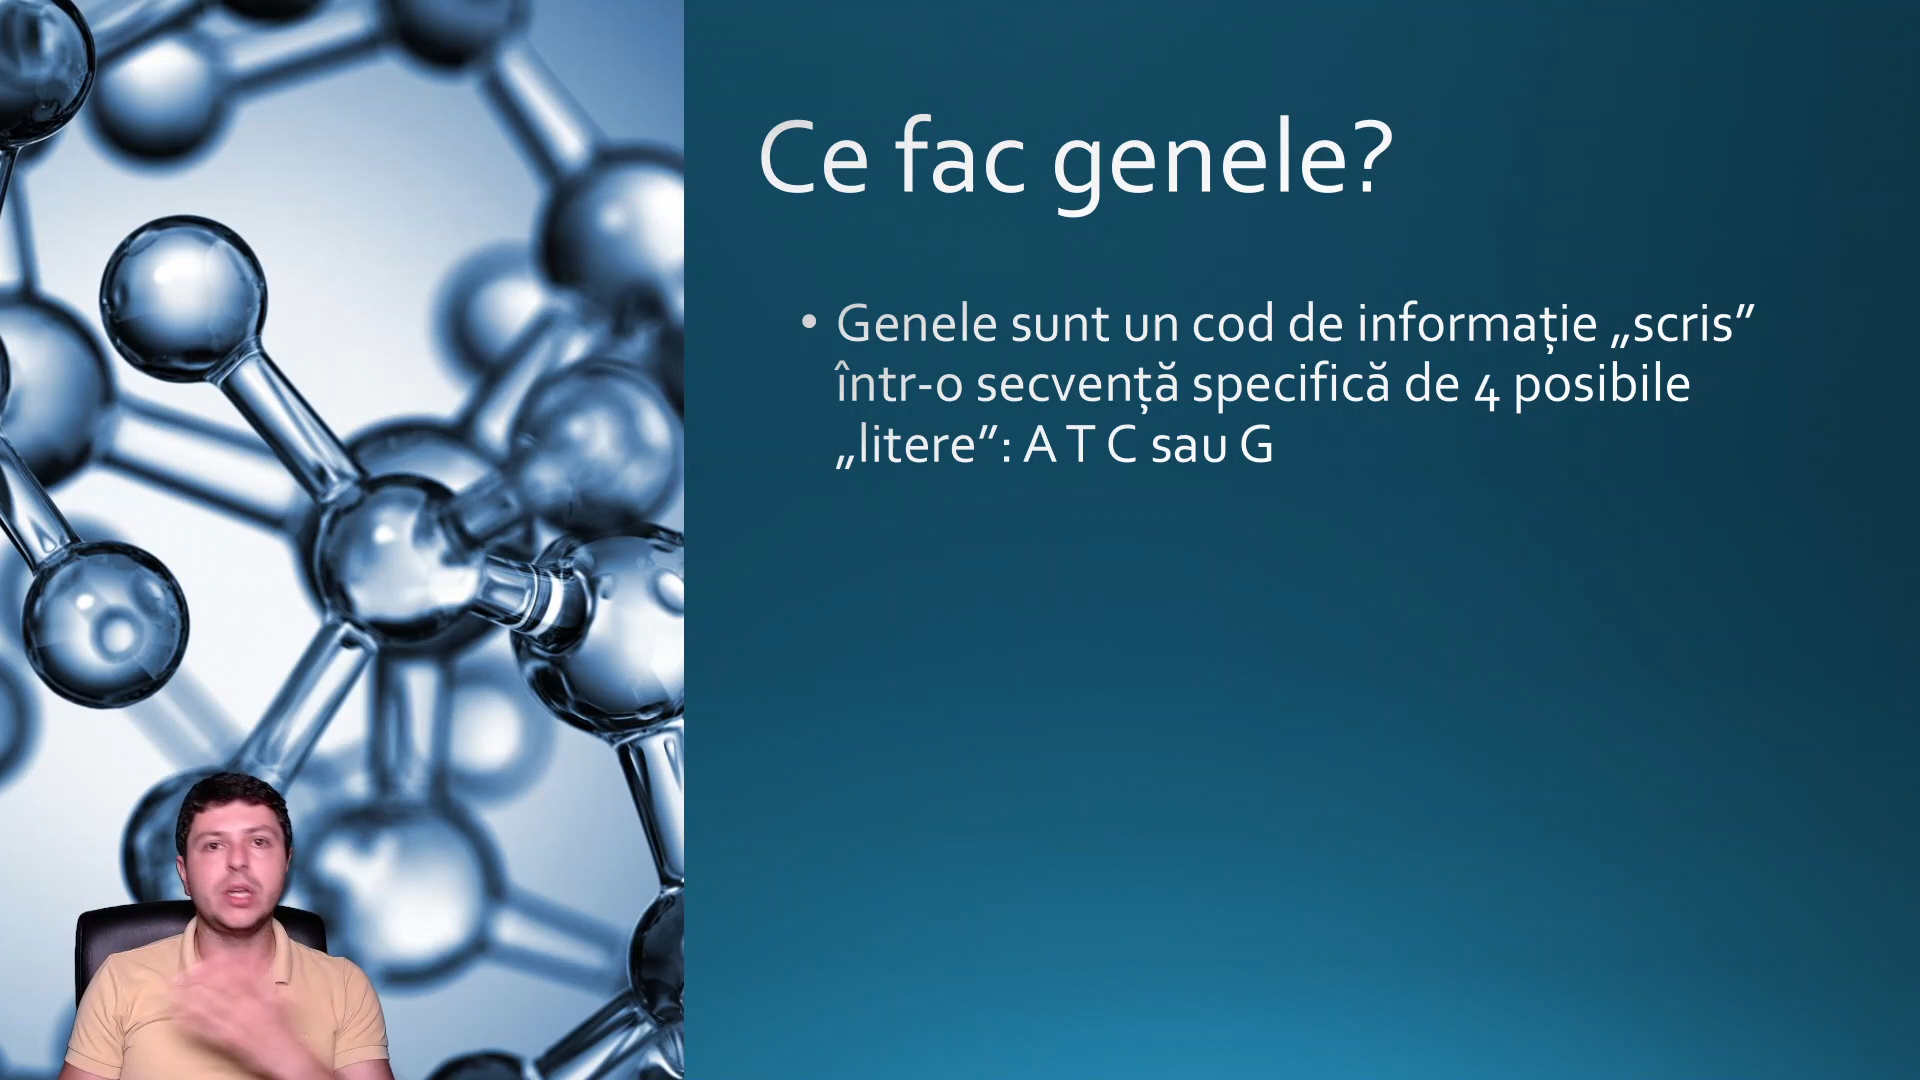 Ce fac genele?
• Genele sunt un cod de informație „scris”
într-o secvență specifică de 4 posibile
„litere”: A T C sau G